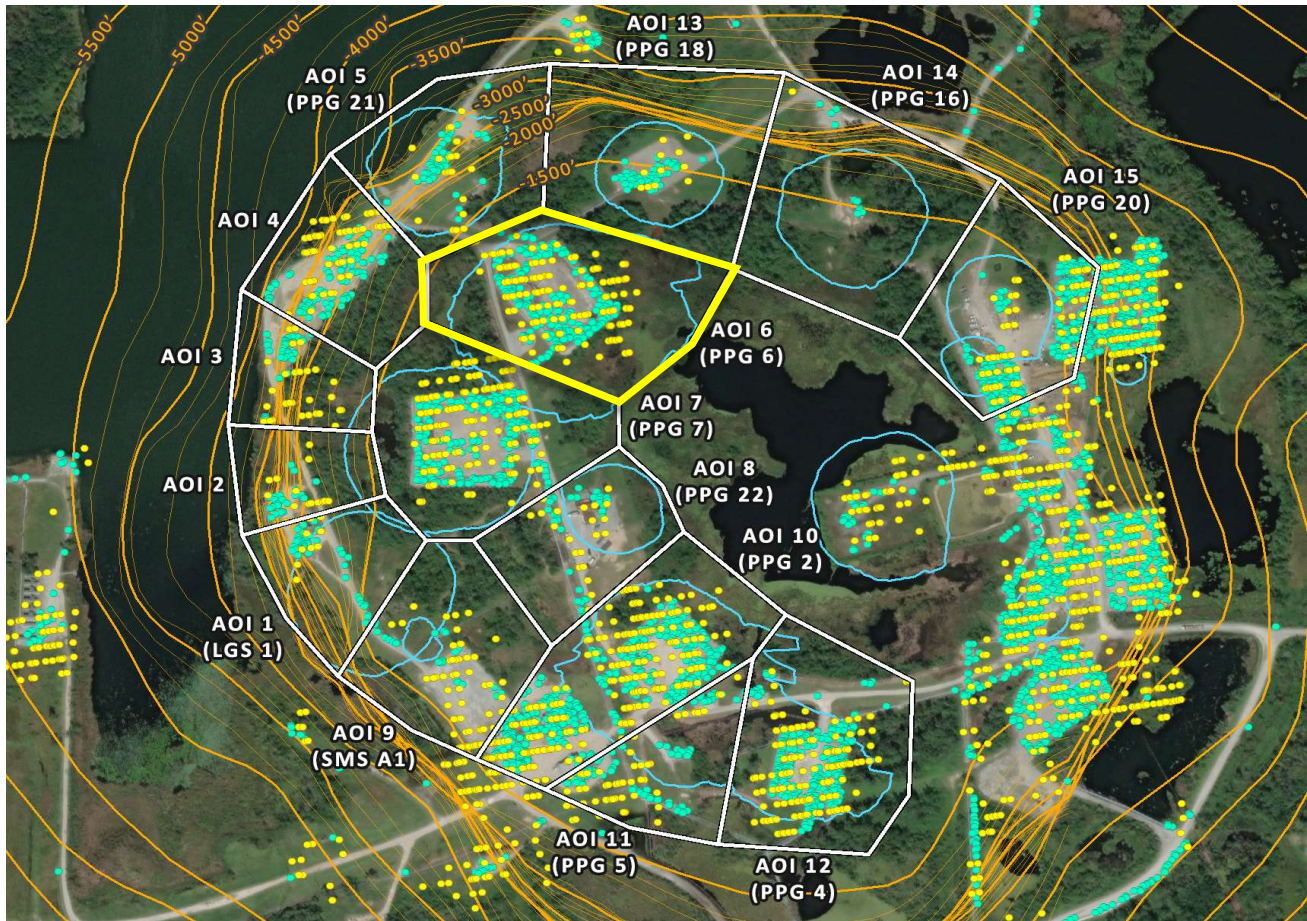 -5500'
-5000'
-4500'
-4000'
-3500'
-3000'
-2500'
-2000'
-1500'
AOI 13
(PPG 18)
AOI 5
(PPG 21)
AOI 14
(PPG 16)
AOI 15
(PPG 20)
AOI 4
AOI 6
(PPG 6)
AOI 3
AOI 7
(PPG 7)
AOI 8
(PPG 22)
AOI 2
AOI 10
(PPG 2)
AOI 1
(LGS 1)
AOI 9
(SMS A1)
AOI 11
(PPG 5)
AOI 12
(PPG 4)